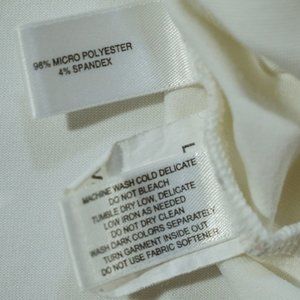 96% MICRO POLYESTER
4% SPANDEX
L
MACHINE WASH COLD DELICATE
DO NOT BLEACH
TUMBLE DRY LOW, DELICATE
LOW IRON AS NEEDED
DO NOT DRY CLEAN
WASH DARK COLORS SEPARATELY
TURN GARMENT INSIDE OUT
DO NOT USE FABRIC SOFTENER